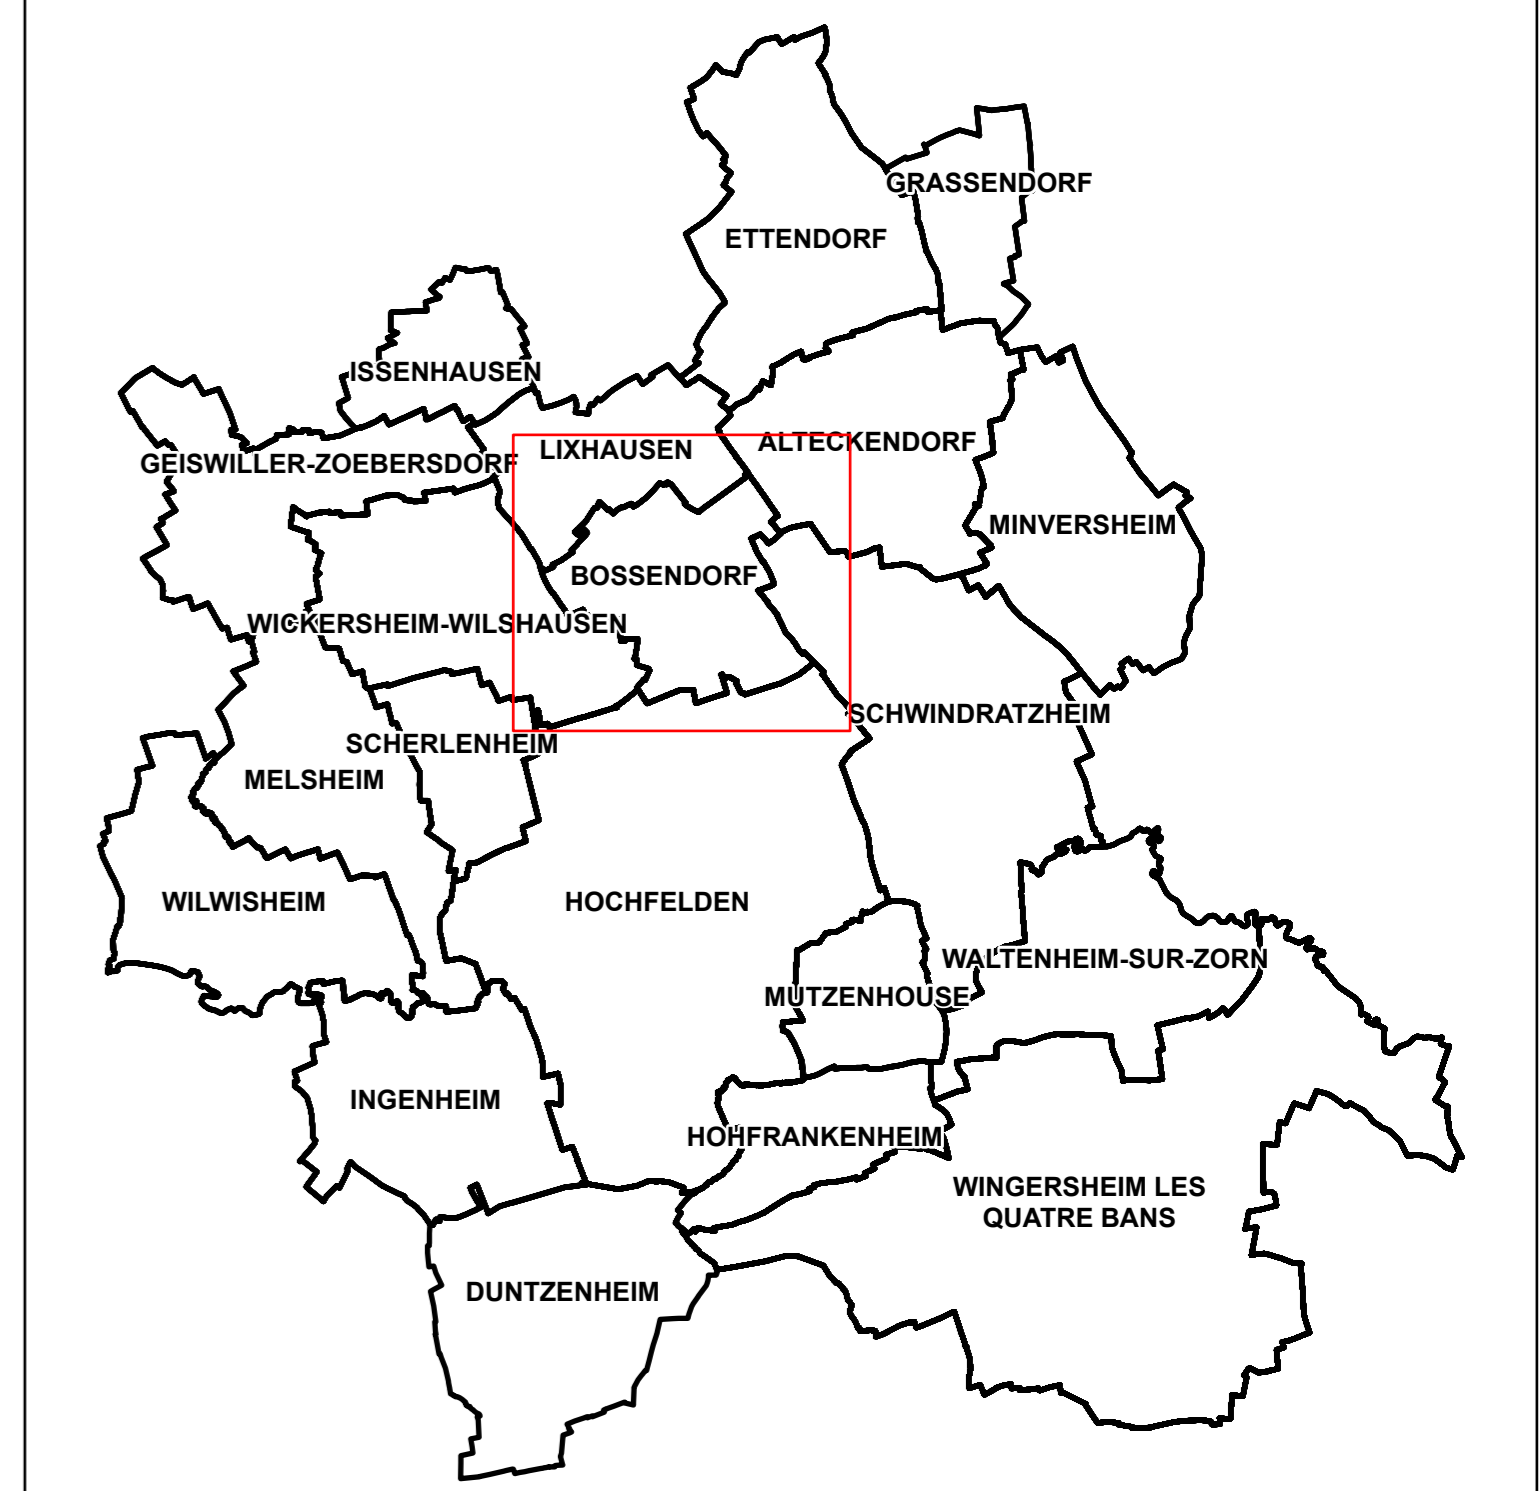 GRASSENDORF
ETTENDORF
ISSENHAUSEN
ALTECKENDORF
LIXHAUSEN
GEISWILLER-ZOEBERSDORF
MINVERSHEIM
BOSSENDORF
WICKERSHEIM-WILSHAUSEN
SCHWINDRATZHEIM
SCHERLENHEIM
MELSHEIM
WILWISHEIM
HOCHFELDEN
WALTENHEIM-SUR-ZORN
MUTZENHOUSE
INGENHEIM
HOHFRANKENHEIM
WINGERSHEIM LES
QUATRE BANS
DUNTZENHEIM